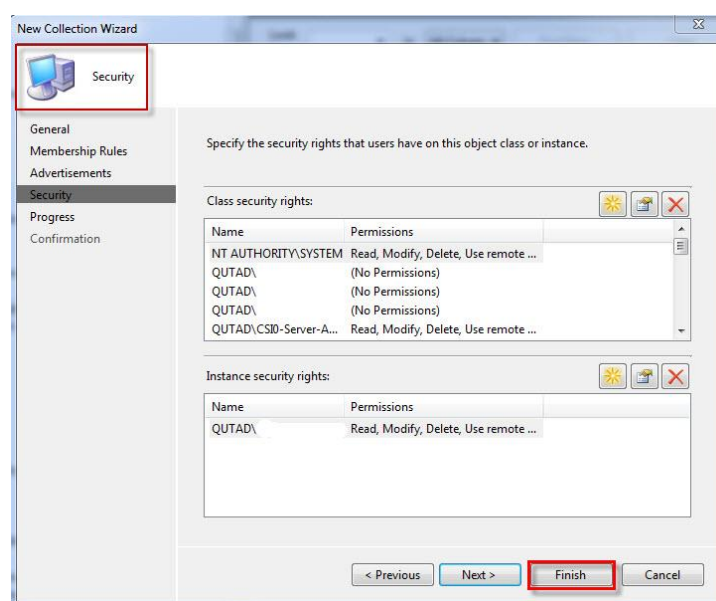 New Collection Wizard
Security
General
Membership Rules
Advertisements
Security
Progress
Confirmation
Specify the security rights that users have on this object class or instance.
Class security rights:
Name Permissions
NT AUTHORITY\SYSTEM Read, Modify, Delete, Use remote ...
QUTAD\ (No Permissions)
QUTAD\ (No Permissions)
QUTAD\ (No Permissions)
QUTAD\CSI0-Server-A... Read, Modify, Delete, Use remote ...
Instance security rights:
Name Permissions
QUTAD\ Read, Modify, Delete, Use remote ...
< Previous Next > Finish Cancel